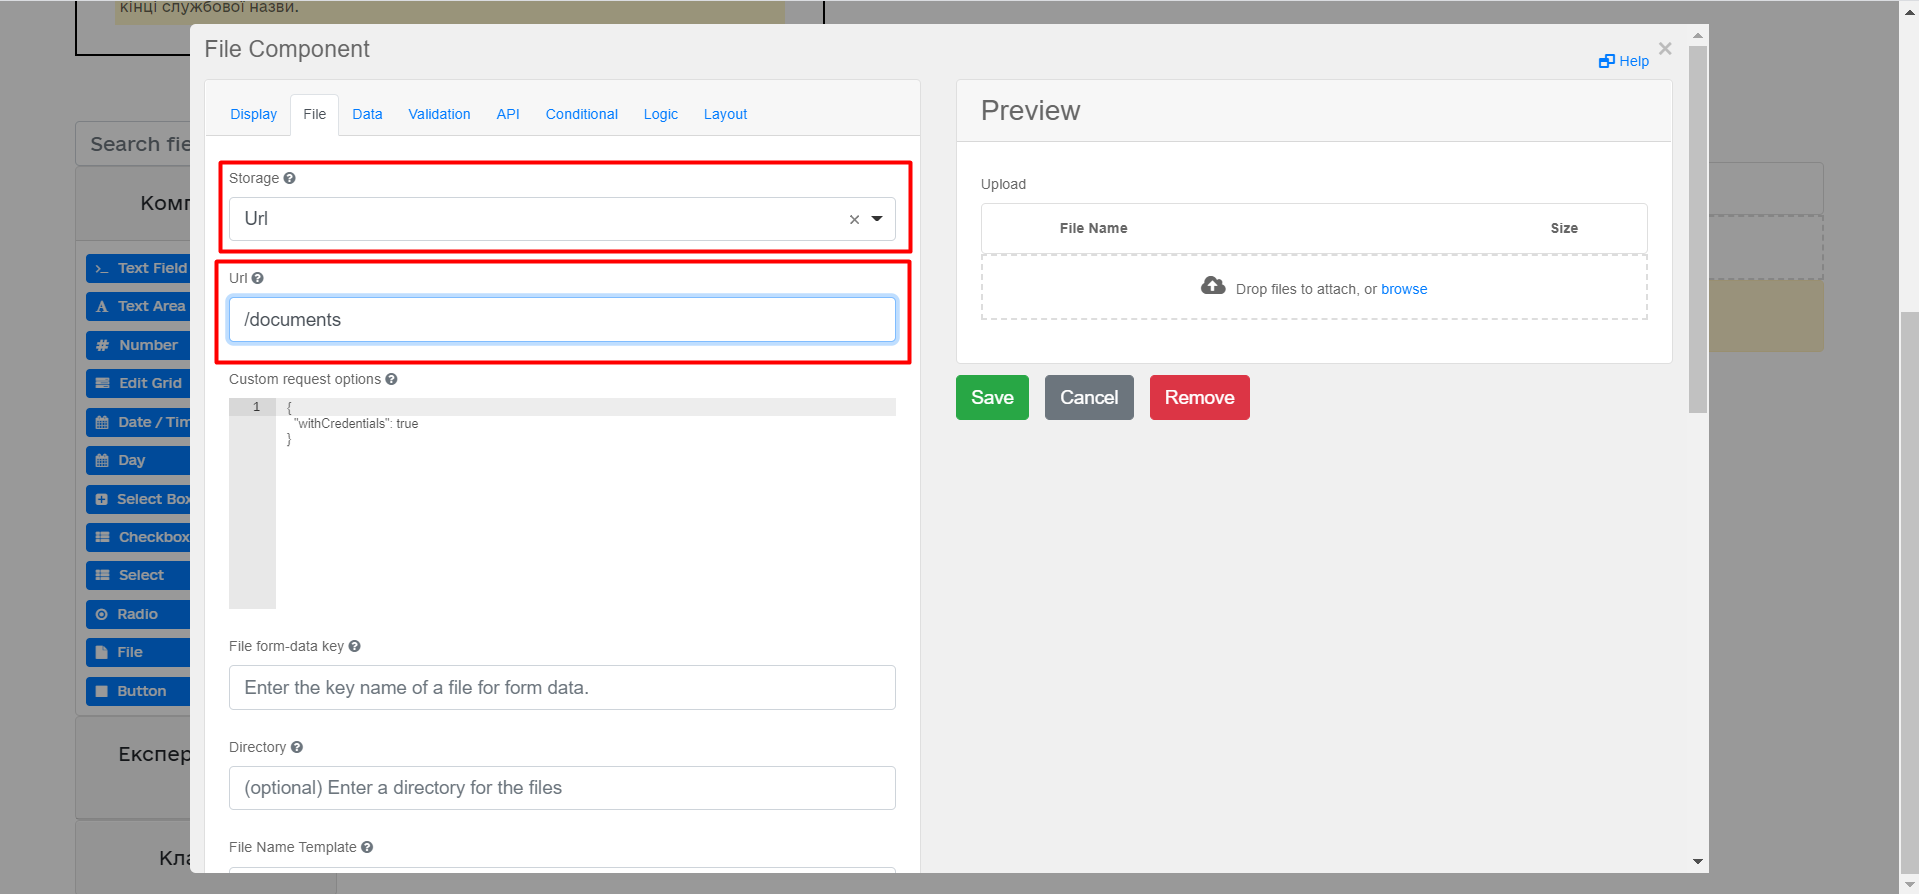 кінці службової назви.
File Component
Help
Display
File
Data
Validation
API
Conditional
Logic
Layout
Storage
Url
Url
/documents
Custom request options
1
{
"withCredentials": true
}
File form-data key
Enter the key name of a file for form data.
Directory
(optional) Enter a directory for the files
File Name Template
Preview
Upload
File Name
Size
Drop files to attach, or browse
Save
Cancel
Remove
Search fie
Комп
Text Field
Text Area
Number
Edit Grid
Date / Tim
Day
Select Box
Checkbox
Select
Radio
File
Button
Експер
Кла